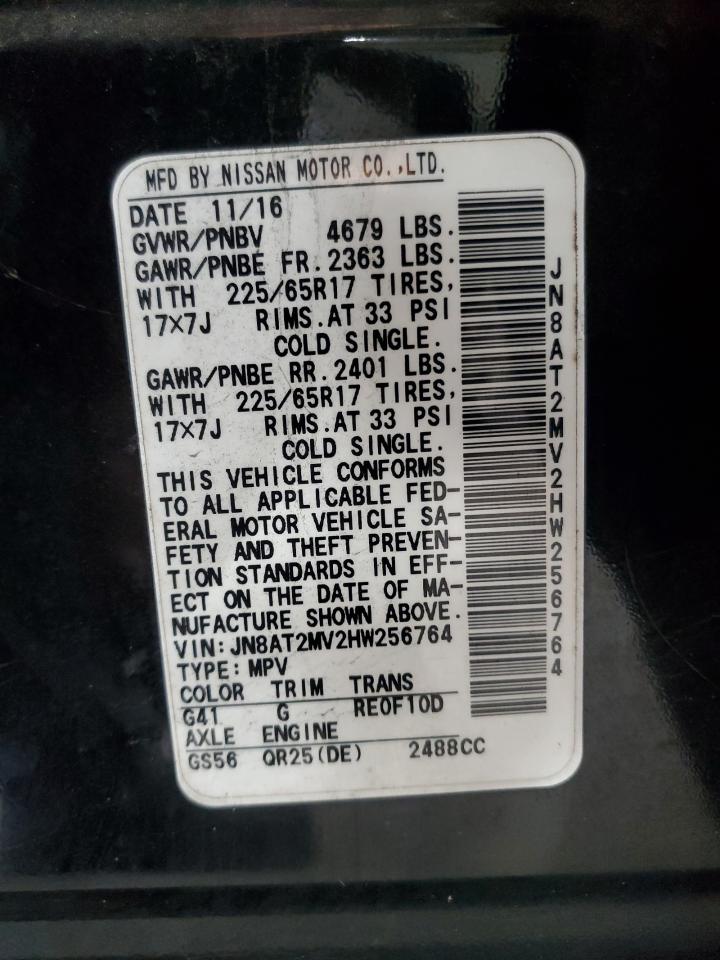 MFD BY NISSAN MOTOR CO.,LTD.
DATE 11/16
GVWR/PNBV 4679 LBS.
GAWR/PNBE FR. 2363 LBS.
WITH 225/65R17 TIRES,
17X7J RIMS.AT 33 PSI
COLD SINGLE.
GAWR/PNBE RR. 2401 LBS.
WITH 225/65R17 TIRES,
17X7J RIMS.AT 33 PSI
COLD SINGLE.
THIS VEHICLE CONFORMS
TO ALL APPLICABLE FED-
ERAL MOTOR VEHICLE SA-
FETY AND THEFT PREVEN-
TION STANDARDS IN EFF-
ECT ON THE DATE OF MA-
NUFACTURE SHOWN ABOVE.
VIN:JN8AT2MV2HW256764
TYPE:MPV
COLOR TRIM TRANS
G41 G RE0F10D
AXLE ENGINE
GS56 QR25(DE) 2488CC
JN8AT2MV2HW256764